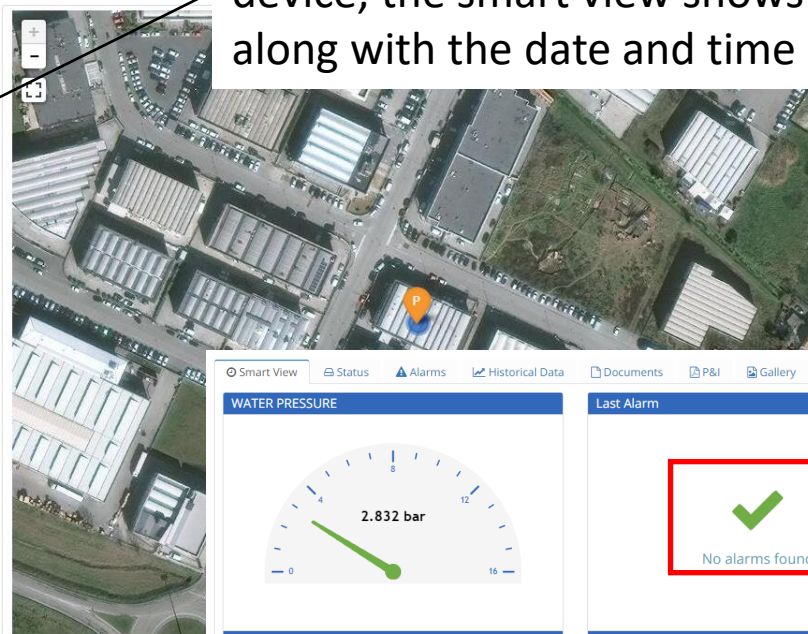 device, the smart view shows
along with the date and time
+
-
P
Smart View Status Alarms Historical Data Documents P&I Gallery
WATER PRESSURE
Last Alarm
0
4
8
12
16
2.832 bar
No alarms found